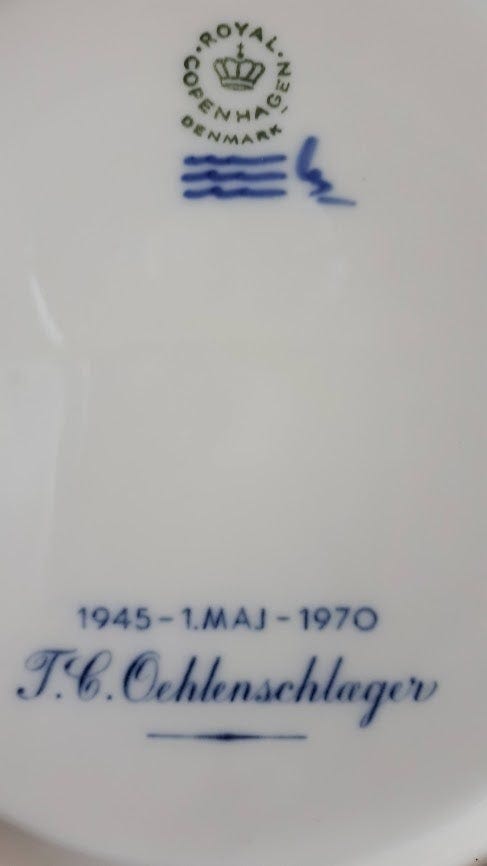 ROYAL
COPENHAGEN
DENMARK
1945-1.MAJ-1970
T.C. Oehlenschlæger